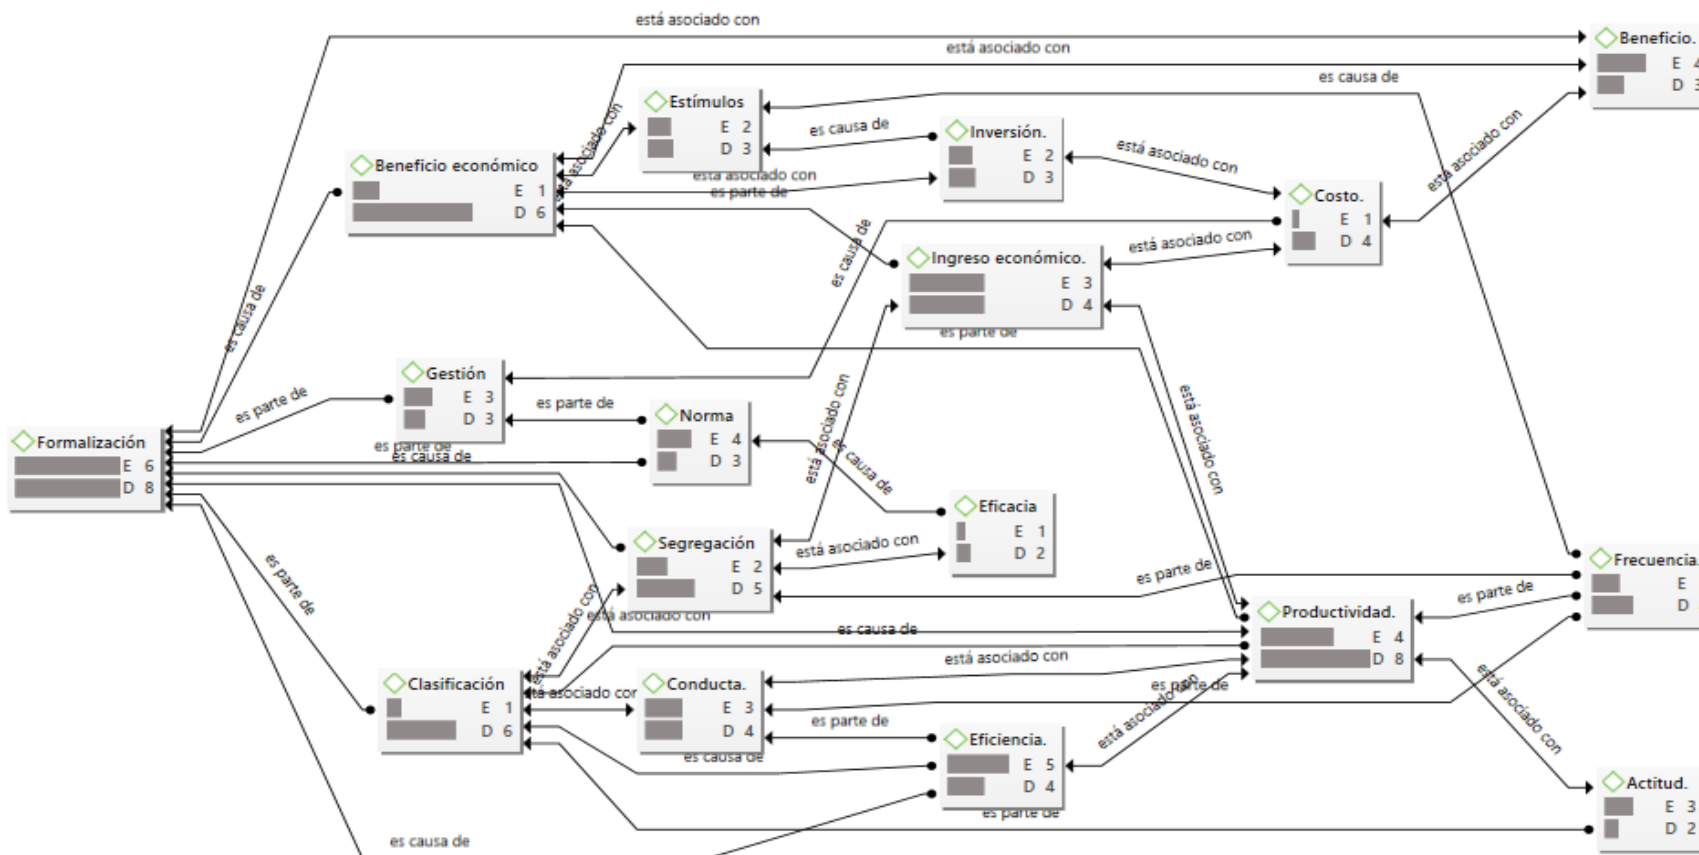 está asociado con
está asociado con
Beneficio.
E 4
D 3
es causa de
Estímulos
E 2
D 3
está asociado con
es causa de
Inversión.
E 2
D 3
está asociado con
está asociado con
Beneficio económico
E 1
D 6
está asociado con
es parte de
Costo.
E 1
D 4
está asociado con
es causa de
Ingreso económico.
E 3
D 4
es causa de
es parte de
Gestión
E 3
D 3
es parte de
es parte de
Norma
E 4
D 3
está asociado con
está asociado con
Formalización
E 6
D 8
es parte de
es causa de
es causa de
Eficacia
E 1
D 2
Segregación
E 2
D 5
está asociado con
Frecuencia.
E
D
es parte de
es parte de
Productividad.
E 4
D 8
es parte de
está asociado con
está asociado con
es causa de
está asociado con
Clasificación
E 1
D 6
está asociado con
Conducta.
E 3
D 4
es parte de
es parte de
está asociado con
está asociado con
Eficiencia.
E 5
D 4
es causa de
Actitud.
E 3
D 2
es parte de
es causa de